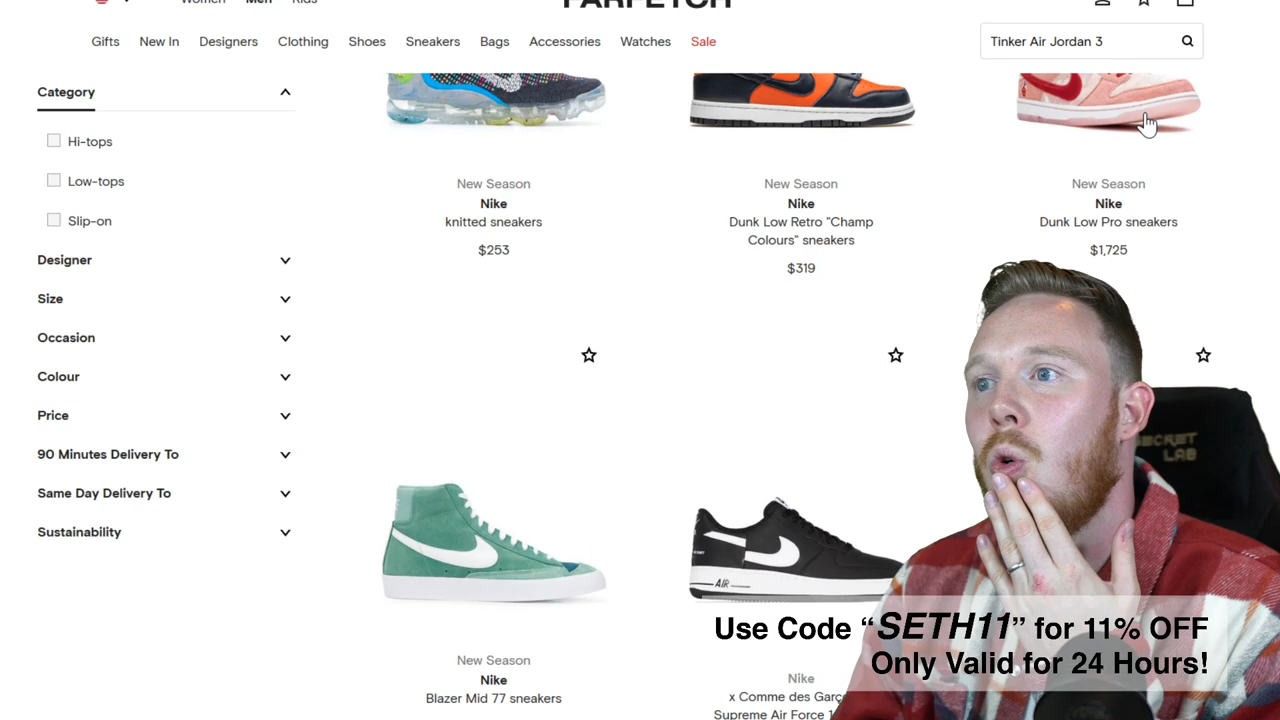 Women Men Kids
FARFETCH
Gifts New In Designers Clothing Shoes Sneakers Bags Accessories Watches Sale
Tinker Air Jordan 3
Category
Hi-tops
Low-tops
Slip-on
Designer
Size
Occasion
Colour
Price
90 Minutes Delivery To
Same Day Delivery To
Sustainability
New Season
Nike
knitted sneakers
$253
New Season
Nike
Dunk Low Retro "Champ
Colours" sneakers
$319
New Season
Nike
Dunk Low Pro sneakers
$1,725
SECRET
LAB
AIR
Use Code “SETH11” for 11% OFF
Only Valid for 24 Hours!
New Season
Nike
Blazer Mid 77 sneakers
Nike
x Comme des Garç
Supreme Air Force 1